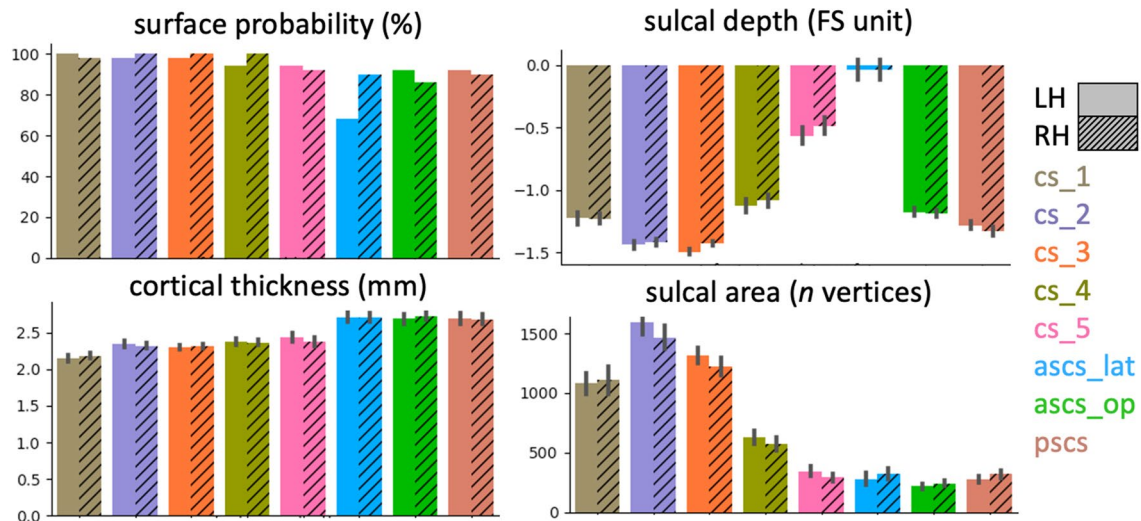 surface probability (%)
100
80
60
40
20
0
sulcal depth (FS unit)
0.0
−0.5
−1.0
−1.5
cortical thickness (mm)
2.5
2.0
1.5
1.0
0.5
0.0
sulcal area (n vertices)
1500
1000
500
0
LH
RH
cs_1
cs_2
cs_3
cs_4
cs_5
ascs_lat
ascs_op
pscs